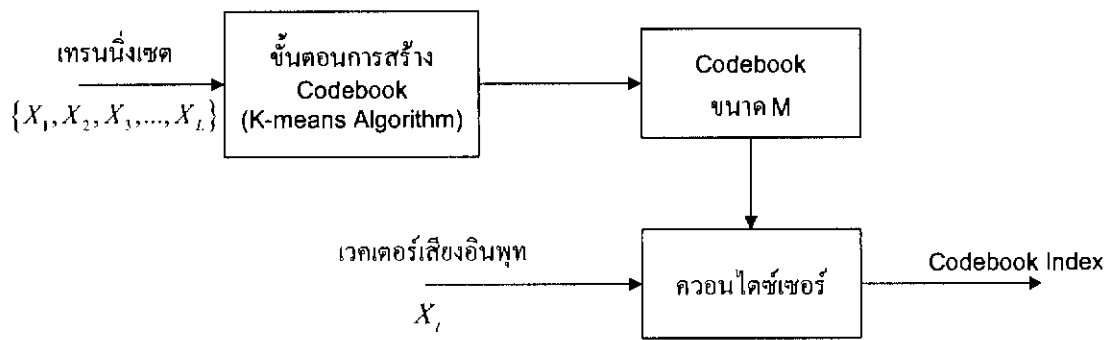 เทรนนิ่งเซต
{X₁, X₂, X₃,..., X_L}
ขั้นตอนการสร้าง
Codebook
(K-means Algorithm)
Codebook
ขนาด M
เวคเตอร์เสียงอินพุท
X_l
ควอนไดซ์เซอร์
Codebook Index